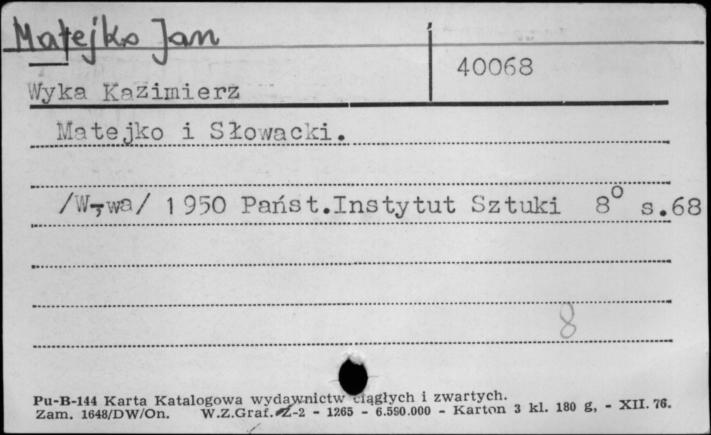 Matejko Jan
40068
Wyka Kazimierz
Matejko i Słowacki.
/W-wa/ 1950 Państ.Instytut Sztuki 8° s.68
8
Pu-B-144 Karta Katalogowa wydawnictw ciągłych i zwartych.
Zam. 1648/DW/On. W.Z.Graf. Z-2 - 1265 - 6.590.000 - Karton 3 kl. 180 g, - XII. 76.